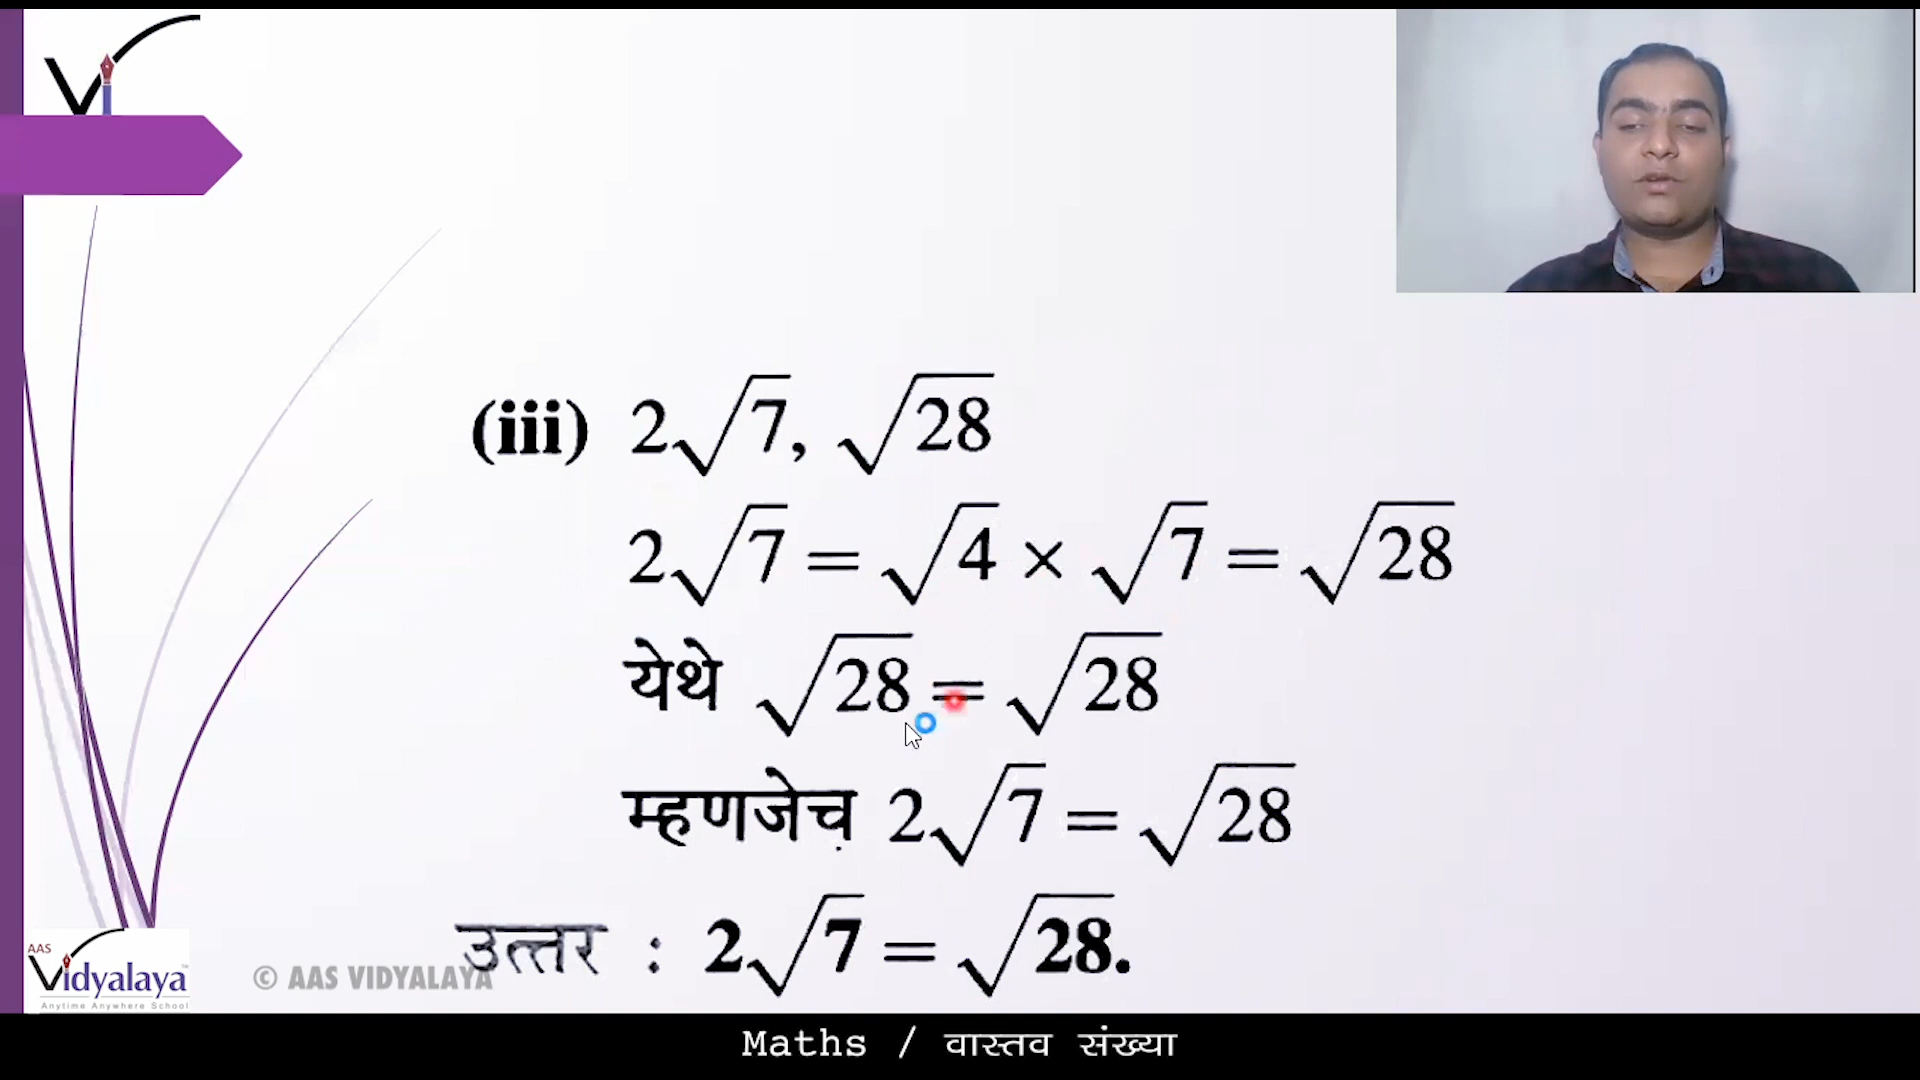 (iii) 2√7, √28
2√7 = √4 × √7 = √28
येथे √28 = √28
म्हणजेच 2√7 = √28
उत्तर : 2√7 = √28.
AAS
Vidyalaya
Anytime Anywhere School
© AAS VIDYALAYA
Maths / वास्तव संख्या